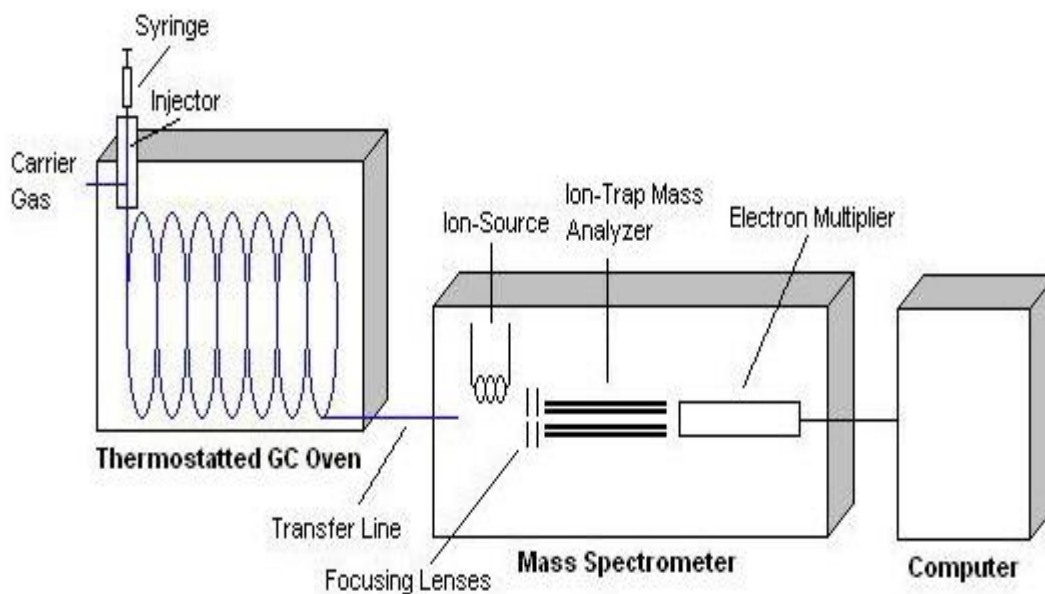 Syringe
Injector
Carrier
Gas
Ion-Source
Ion-Trap Mass
Analyzer
Electron Multiplier
Thermostatted GC Oven
Transfer Line
Focusing Lenses
Mass Spectrometer
Computer